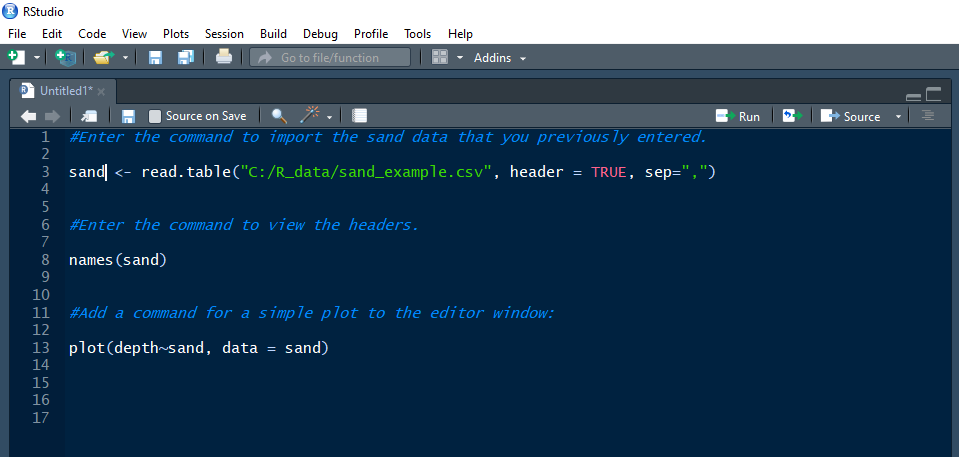 R RStudio
File Edit Code View Plots Session Build Debug Profile Tools Help
Go to file/function Addins
Untitled1*
Source on Save Run Source
1 #Enter the command to import the sand data that you previously entered.
2
3 sand <- read.table("C:/R_data/sand_example.csv", header = TRUE, sep=",")
4
5
6 #Enter the command to view the headers.
7
8 names(sand)
9
10
11 #Add a command for a simple plot to the editor window:
12
13 plot(depth~sand, data = sand)
14
15
16
17